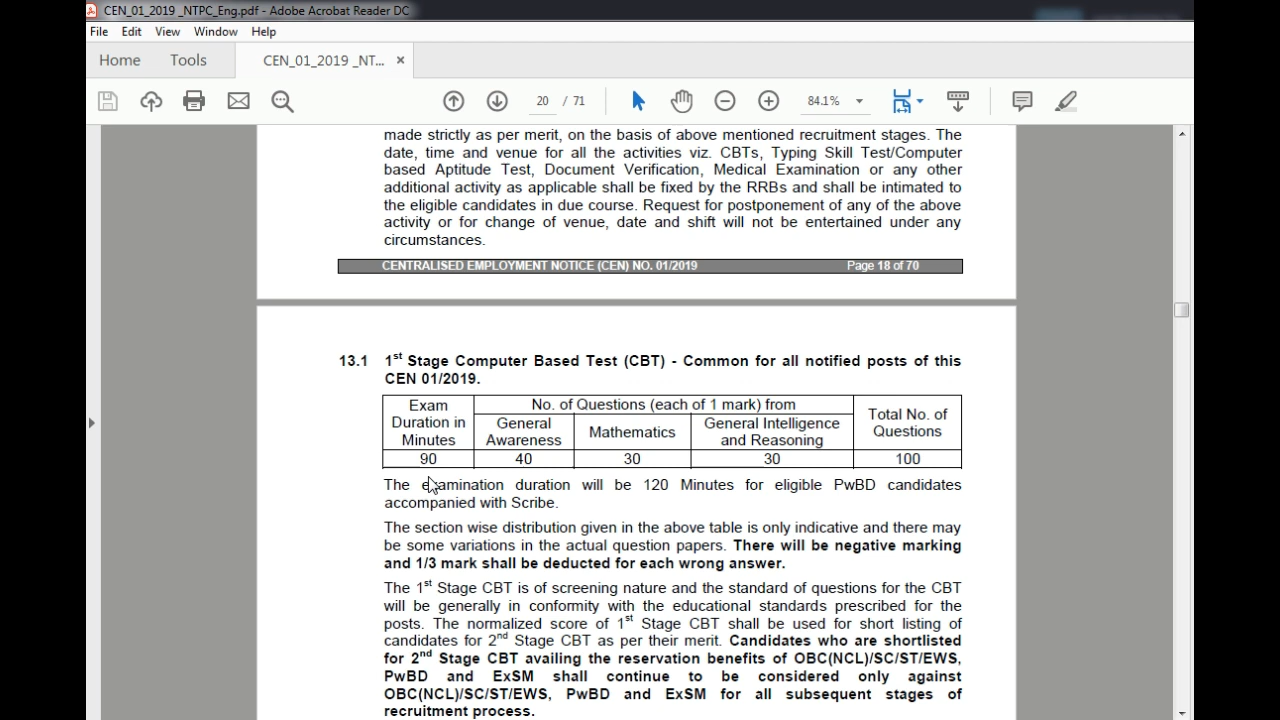 CEN_01_2019 _NTPC_Eng.pdf - Adobe Acrobat Reader DC
File Edit View Window Help
Home Tools CEN_01_2019 _NT... ×
20 / 71 84.1%
made strictly as per merit, on the basis of above mentioned recruitment stages. The
date, time and venue for all the activities viz. CBTs, Typing Skill Test/Computer
based Aptitude Test, Document Verification, Medical Examination or any other
additional activity as applicable shall be fixed by the RRBs and shall be intimated to
the eligible candidates in due course. Request for postponement of any of the above
activity or for change of venue, date and shift will not be entertained under any
circumstances.
CENTRALISED EMPLOYMENT NOTICE (CEN) NO. 01/2019 Page 18 of 70
13.1 1st Stage Computer Based Test (CBT) - Common for all notified posts of this
CEN 01/2019.
Exam Duration in Minutes
No. of Questions (each of 1 mark) from
General Awareness
Mathematics
General Intelligence and Reasoning
Total No. of Questions
90 40 30 30 100
The examination duration will be 120 Minutes for eligible PwBD candidates
accompanied with Scribe.
The section wise distribution given in the above table is only indicative and there may
be some variations in the actual question papers. There will be negative marking
and 1/3 mark shall be deducted for each wrong answer.
The 1st Stage CBT is of screening nature and the standard of questions for the CBT
will be generally in conformity with the educational standards prescribed for the
posts. The normalized score of 1st Stage CBT shall be used for short listing of
candidates for 2nd Stage CBT as per their merit. Candidates who are shortlisted
for 2nd Stage CBT availing the reservation benefits of OBC(NCL)/SC/ST/EWS,
PwBD and ExSM shall continue to be considered only against
OBC(NCL)/SC/ST/EWS, PwBD and ExSM for all subsequent stages of
recruitment process.